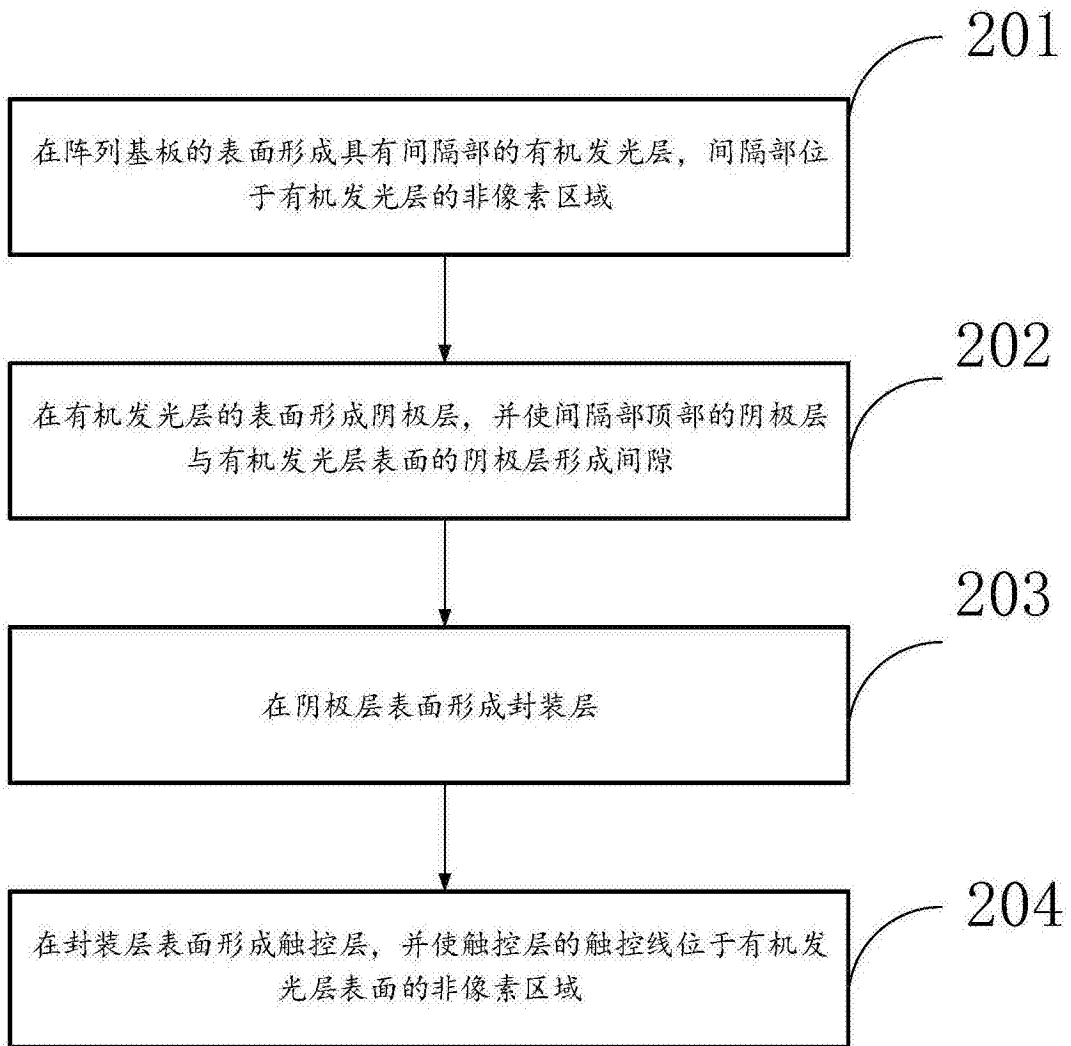 201
在阵列基板的表面形成具有间隔部的有机发光层，间隔部位
于有机发光层的非像素区域
202
在有机发光层的表面形成阴极层，并使间隔部顶部的阴极层
与有机发光层表面的阴极层形成间隙
203
在阴极层表面形成封装层
204
在封装层表面形成触控层，并使触控层的触控线位于有机发
光层表面的非像素区域